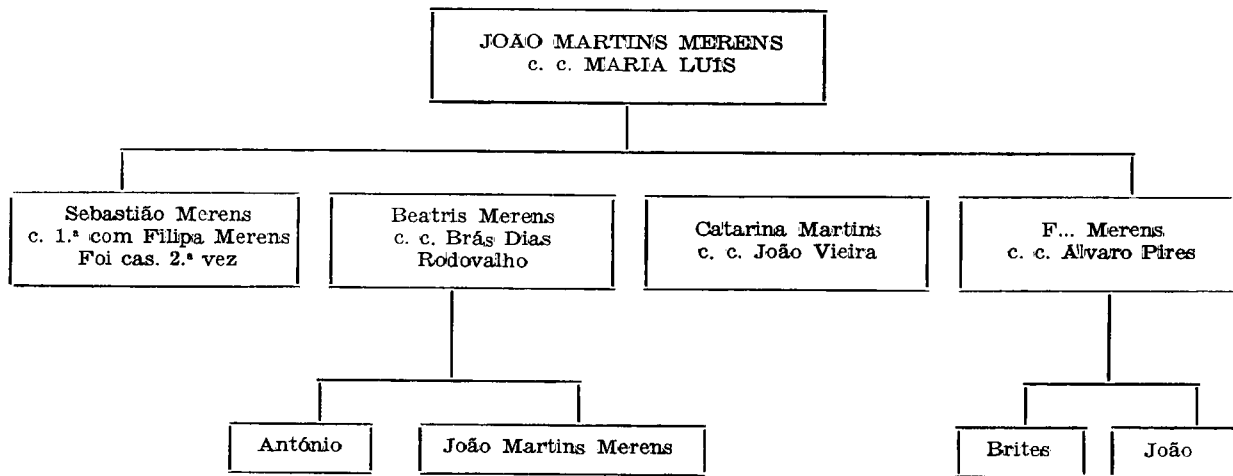 JOÃO MARTINS MERENS
c. c. MARIA LUÍS
Sebastião Merens
c. 1.ª com Filipa Merens
Foi cas. 2.ª vez
Beatris Merens
c. c. Brás Dias
Rodovalho
Catarina Martins
c. c. João Vieira
F... Merens
c. c. Álvaro Pires
António
João Martins Merens
Brites
João